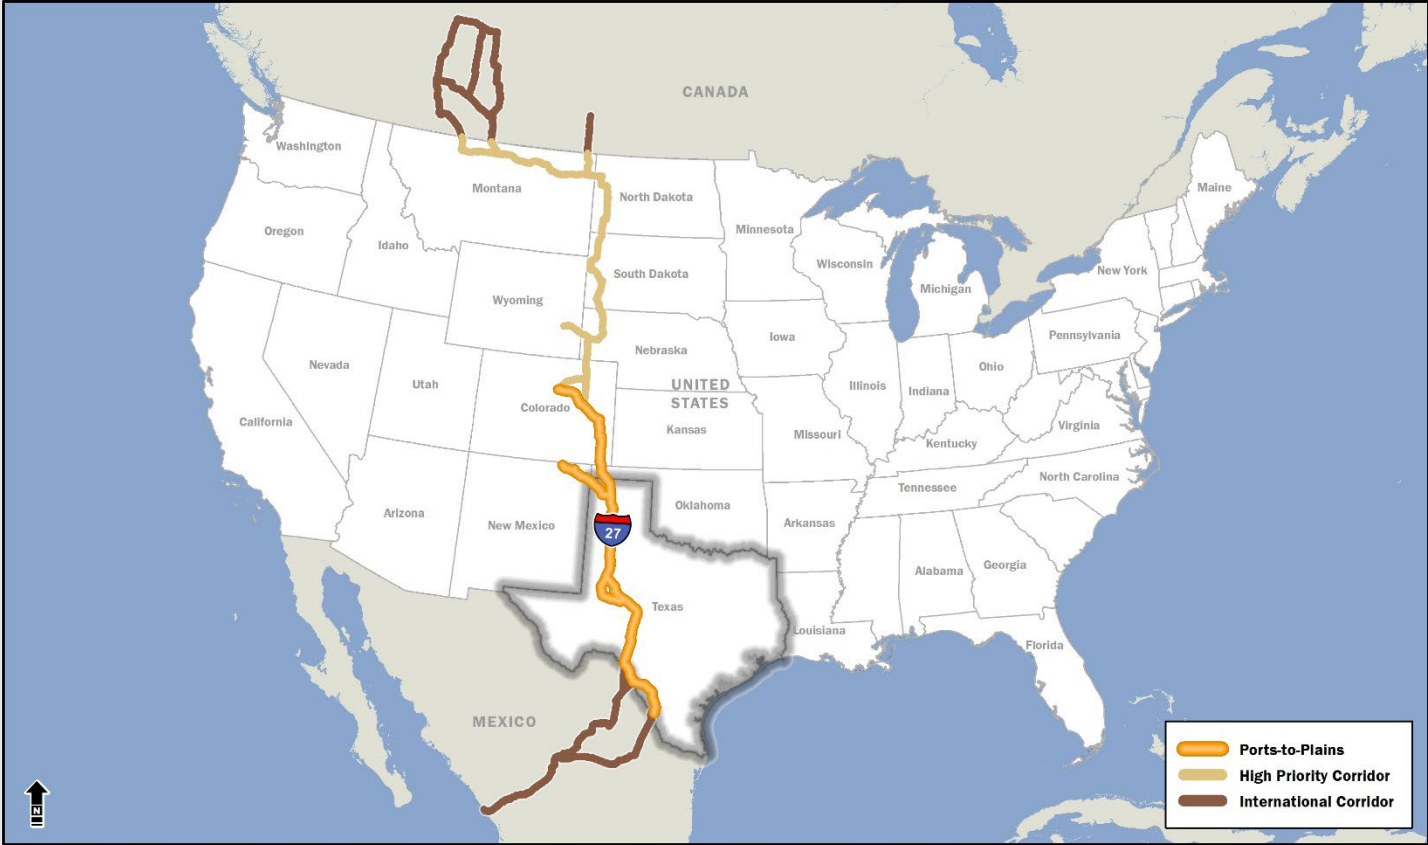 CANADA
Washington
Montana
North Dakota
Minnesota
Maine
Oregon
Idaho
Wisconsin
Michigan
New York
South Dakota
Wyoming
Iowa
Pennsylvania
Nebraska
Nevada
Utah
UNITED
STATES
Illinois
Indiana
Ohio
Colorado
Kansas
California
Missouri
Kentucky
Virginia
North Carolina
Tennessee
Arizona
New Mexico
Oklahoma
Arkansas
27
Alabama
Georgia
Texas
Louisiana
Florida
MEXICO
Ports-to-Plains
High Priority Corridor
International Corridor
N